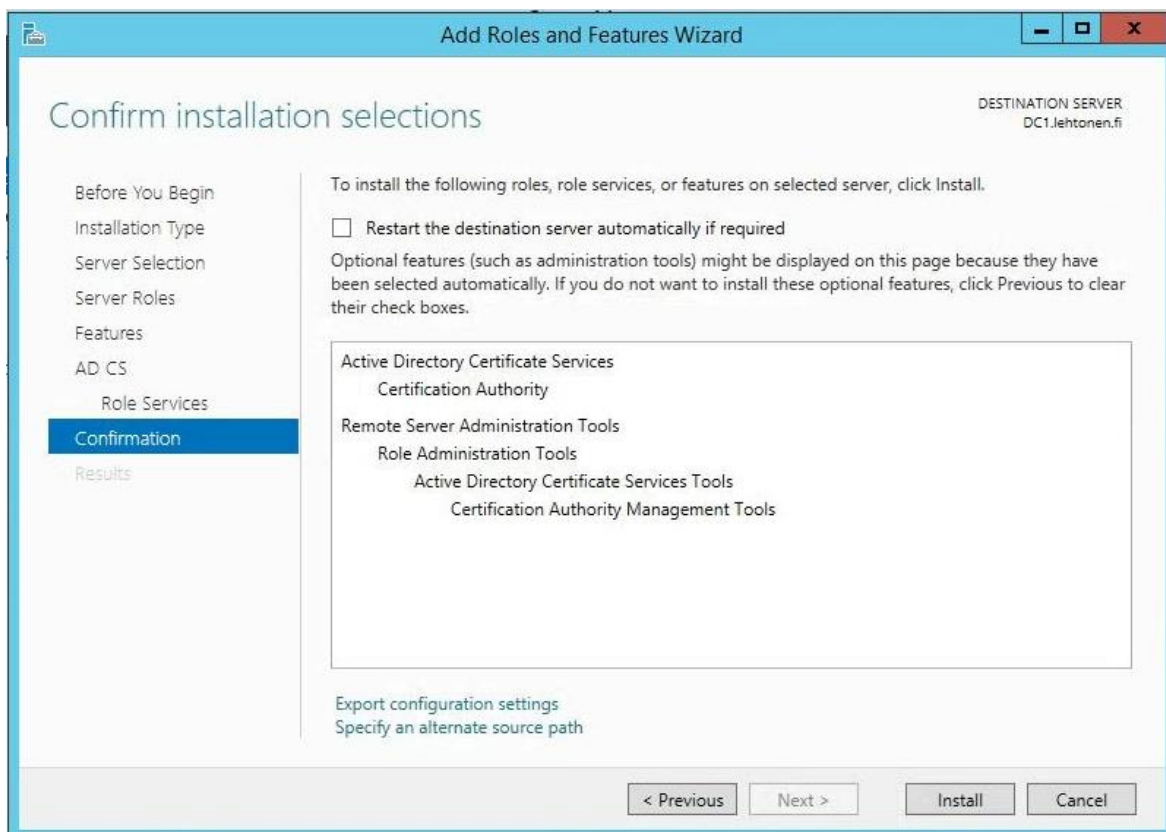 Add Roles and Features Wizard
Confirm installation selections
DESTINATION SERVER
DC1.lehtonen.fi
Before You Begin
Installation Type
Server Selection
Server Roles
Features
AD CS
Role Services
Confirmation
Results
To install the following roles, role services, or features on selected server, click Install.
Restart the destination server automatically if required
Optional features (such as administration tools) might be displayed on this page because they have
been selected automatically. If you do not want to install these optional features, click Previous to clear
their check boxes.
Active Directory Certificate Services
Certification Authority
Remote Server Administration Tools
Role Administration Tools
Active Directory Certificate Services Tools
Certification Authority Management Tools
Export configuration settings
Specify an alternate source path
< Previous
Next >
Install
Cancel